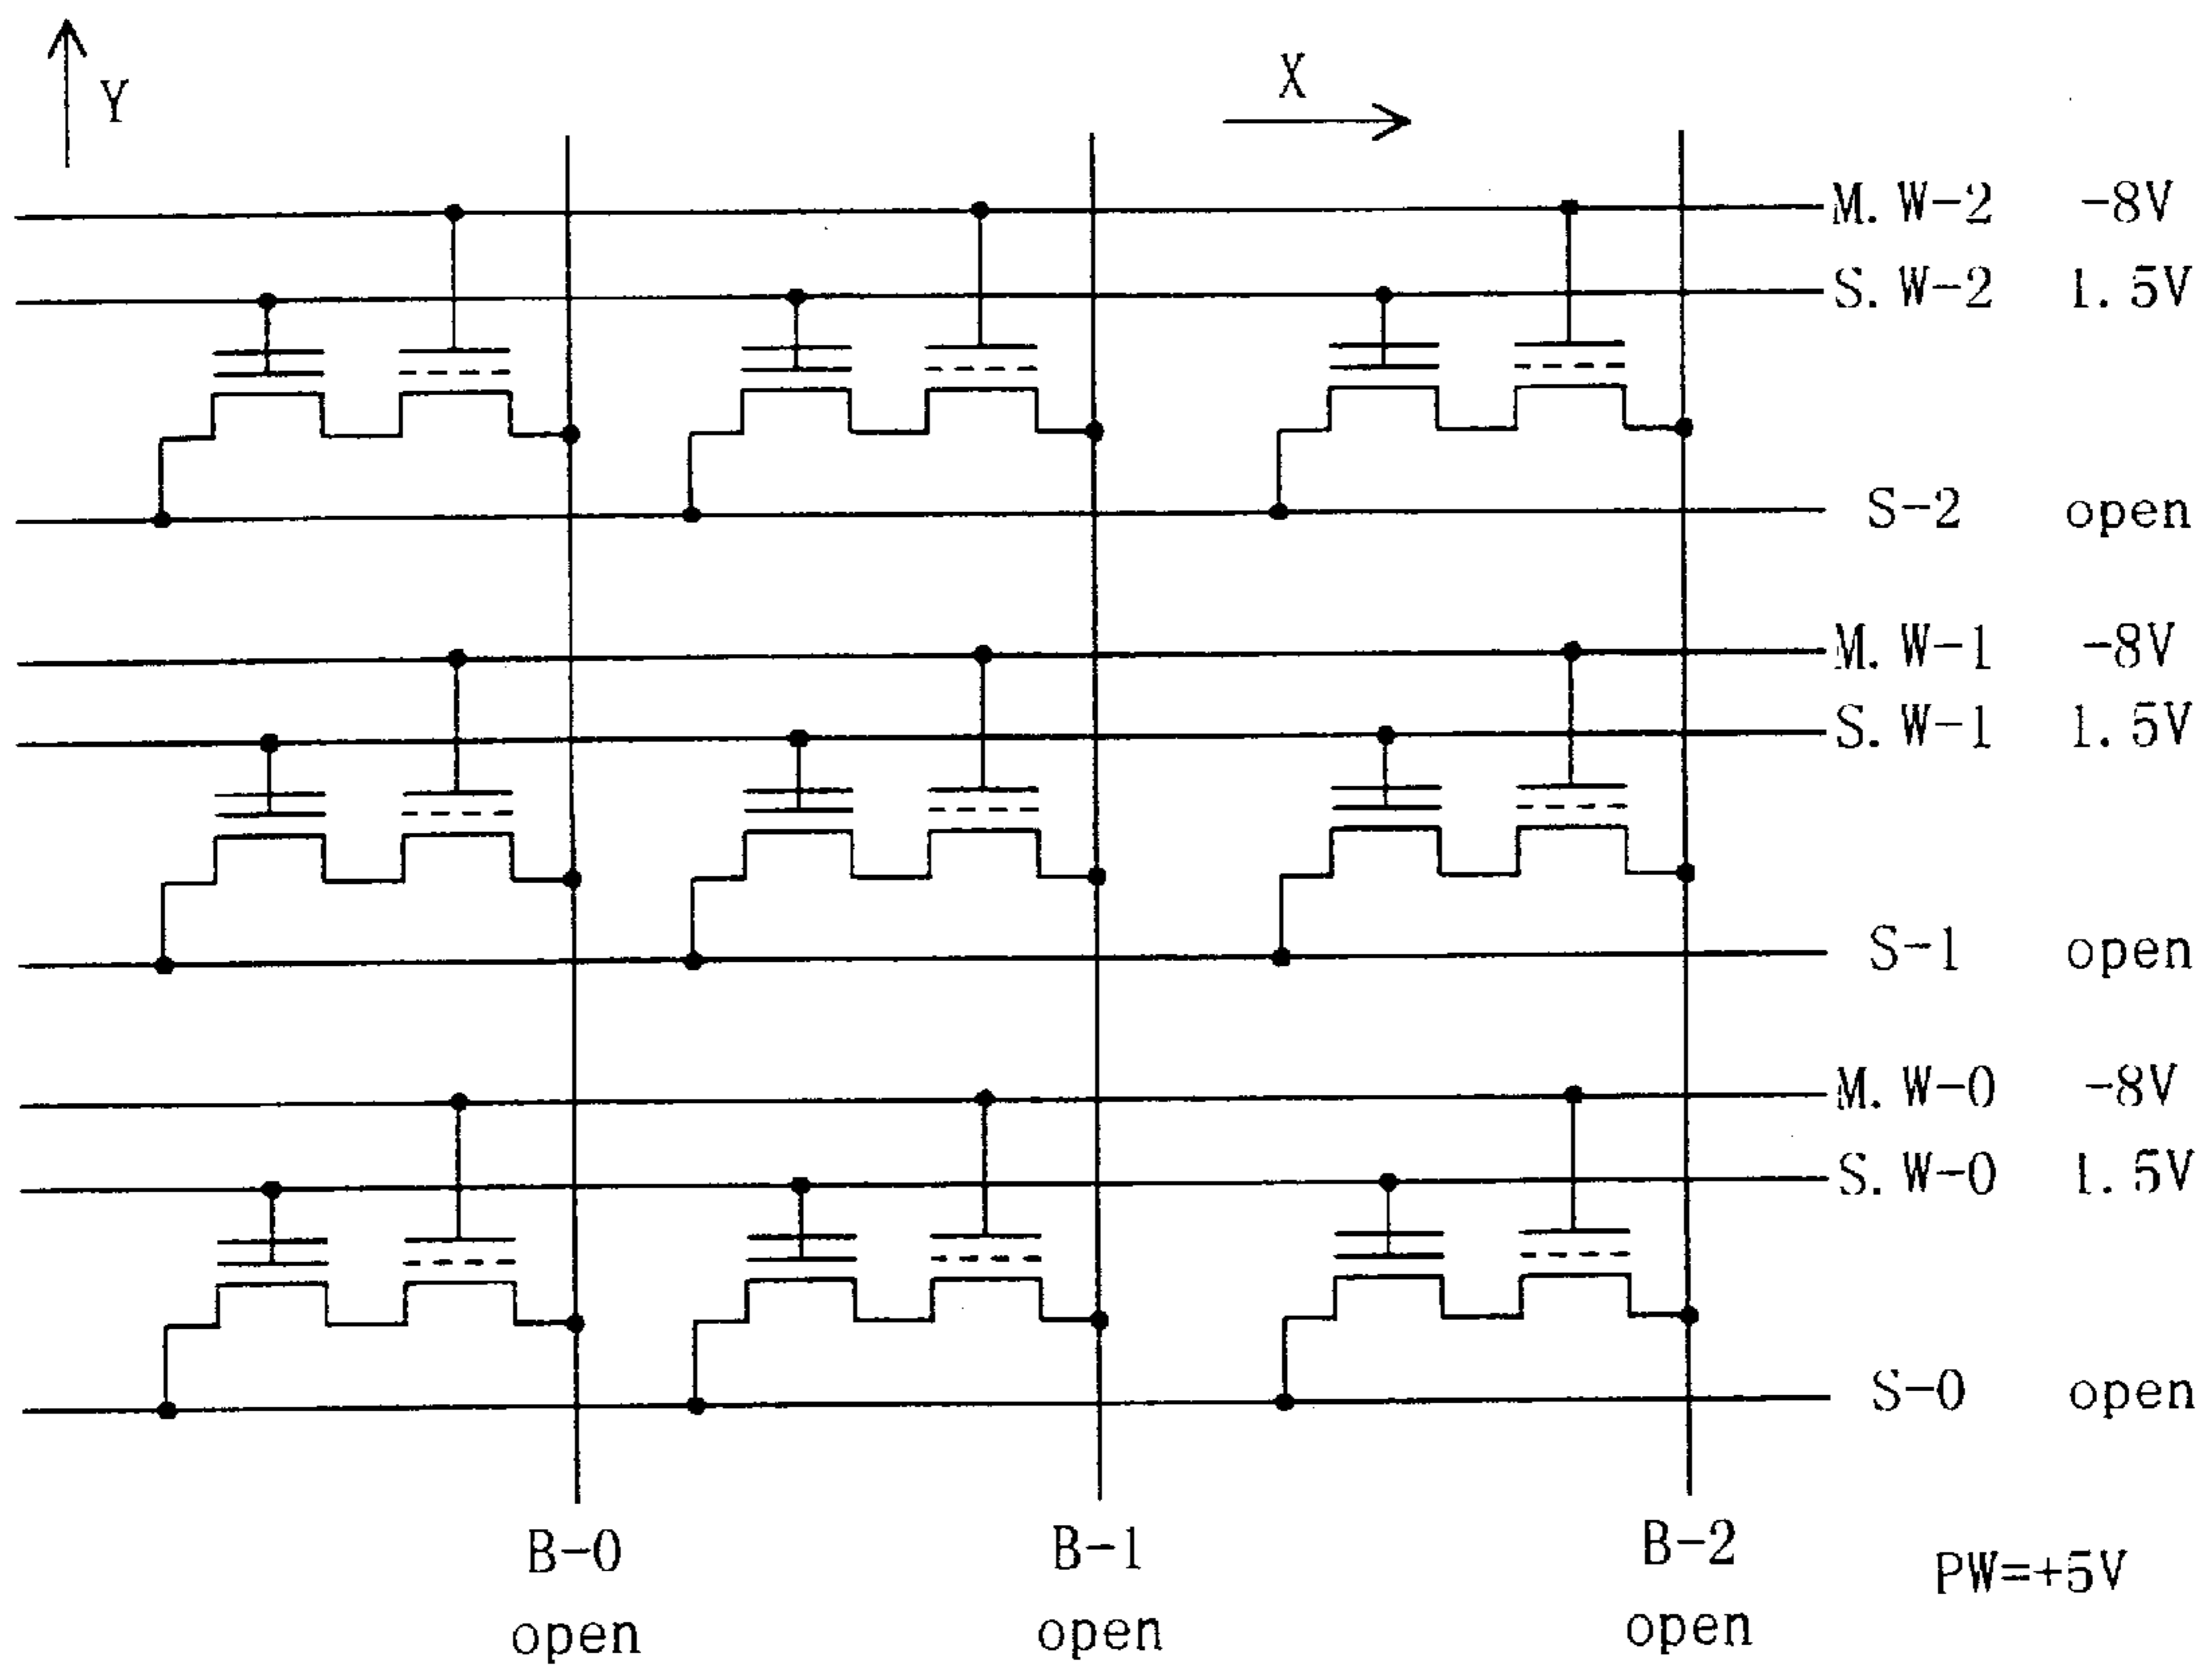 Y
X
M. W-2 -8V
S. W-2 1. 5V
S-2 open
M. W-1 -8V
S. W-1 1. 5V
S-1 open
M. W-0 -8V
S. W-0 1. 5V
S-0 open
B-0 B-1 B-2 PW=+5V
open open open